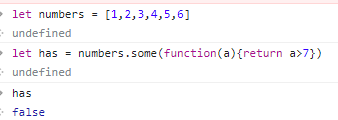 let numbers = [1,2,3,4,5,6]
undefined
let has = numbers.some(function(a){return a>7})
undefined
has
false